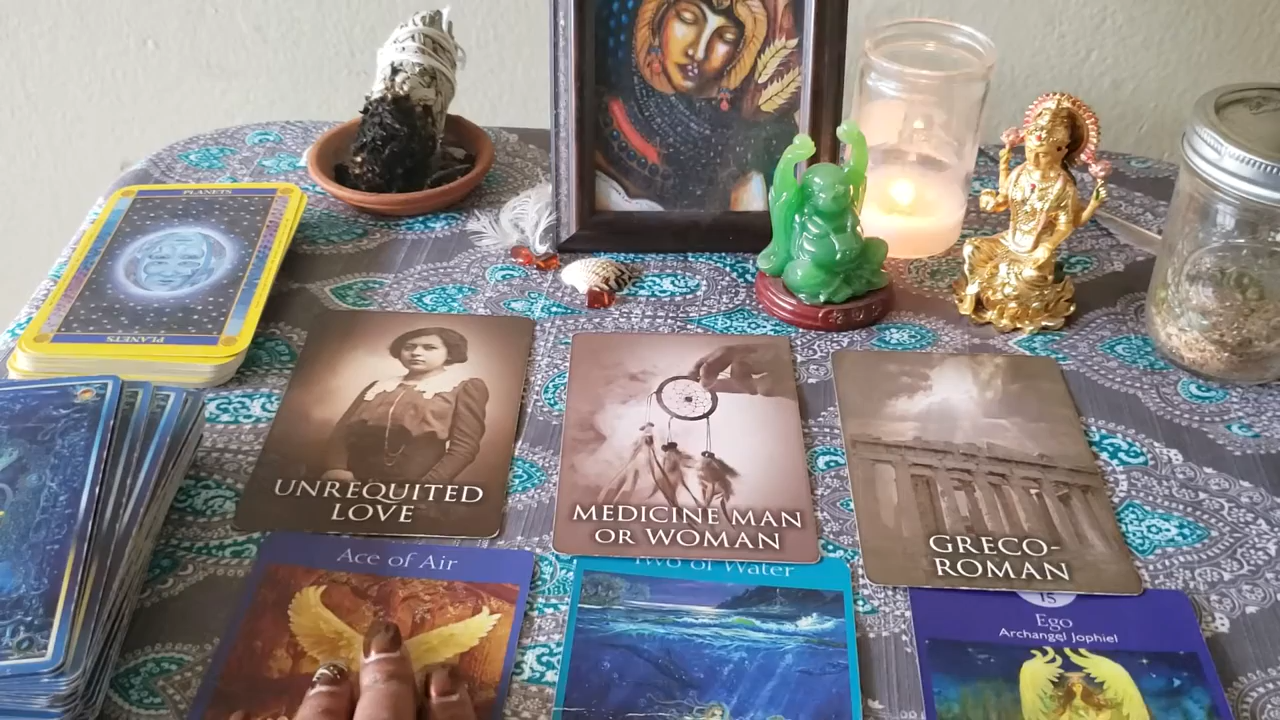 PLANETS
PLANETS
UNREQUITED
LOVE
MEDICINE MAN
OR WOMAN
GRECO-
ROMAN
Ace of Air
Two of Water
15
Ego
Archangel Jophiel